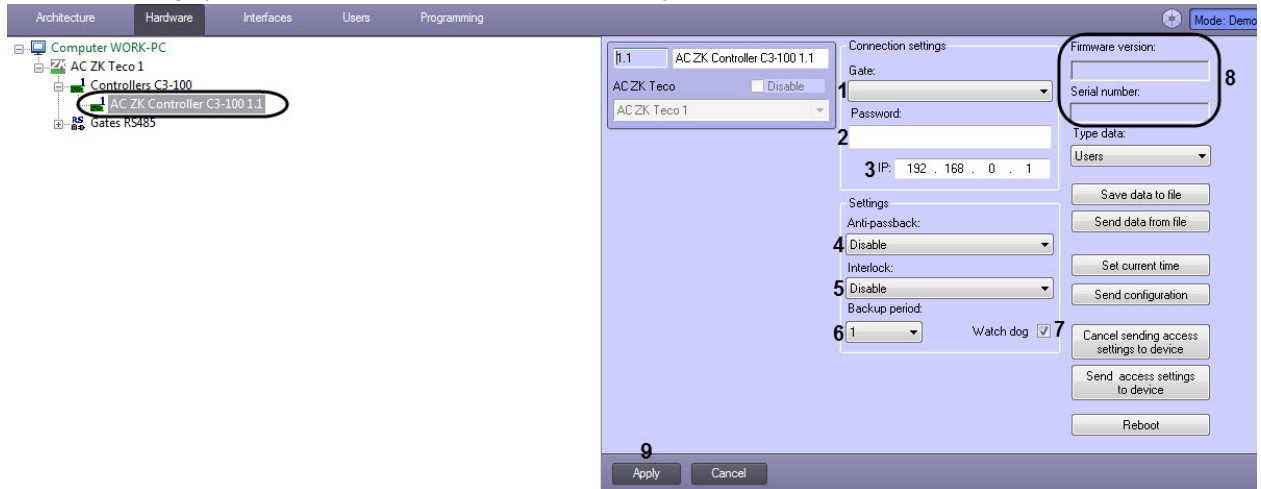 Architecture Hardware Interfaces Users Programming Mode: Demo
Computer WORK-PC
AC ZK Teco 1
Controllers C3-100
AC ZK Controller C3-100 1.1
Gates RS485
1.1 AC ZK Controller C3-100 1.1
AC ZK Teco Disable
AC ZK Teco 1
Connection settings
Gate:
1
Password:
2
3 IP: 192 . 168 . 0 . 1
Settings
Anti-passback:
4 Disable
Interlock:
5 Disable
Backup period:
6 1 Watch dog 7
Firmware version:
8
Serial number:
Type data:
Users
Save data to file
Send data from file
Set current time
Send configuration
Cancel sending access
settings to device
Send access settings
to device
Reboot
9
Apply Cancel